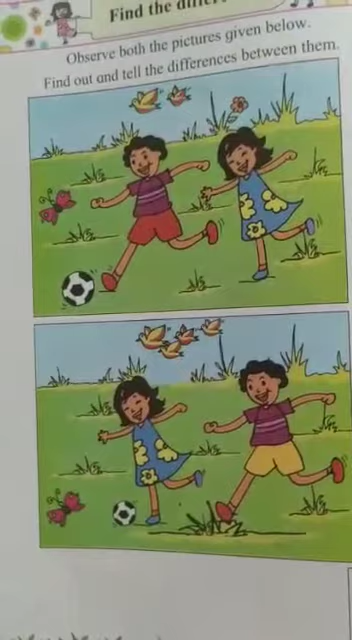 Find the
Observe both the pictures given below.
Find out and tell the differences between them.